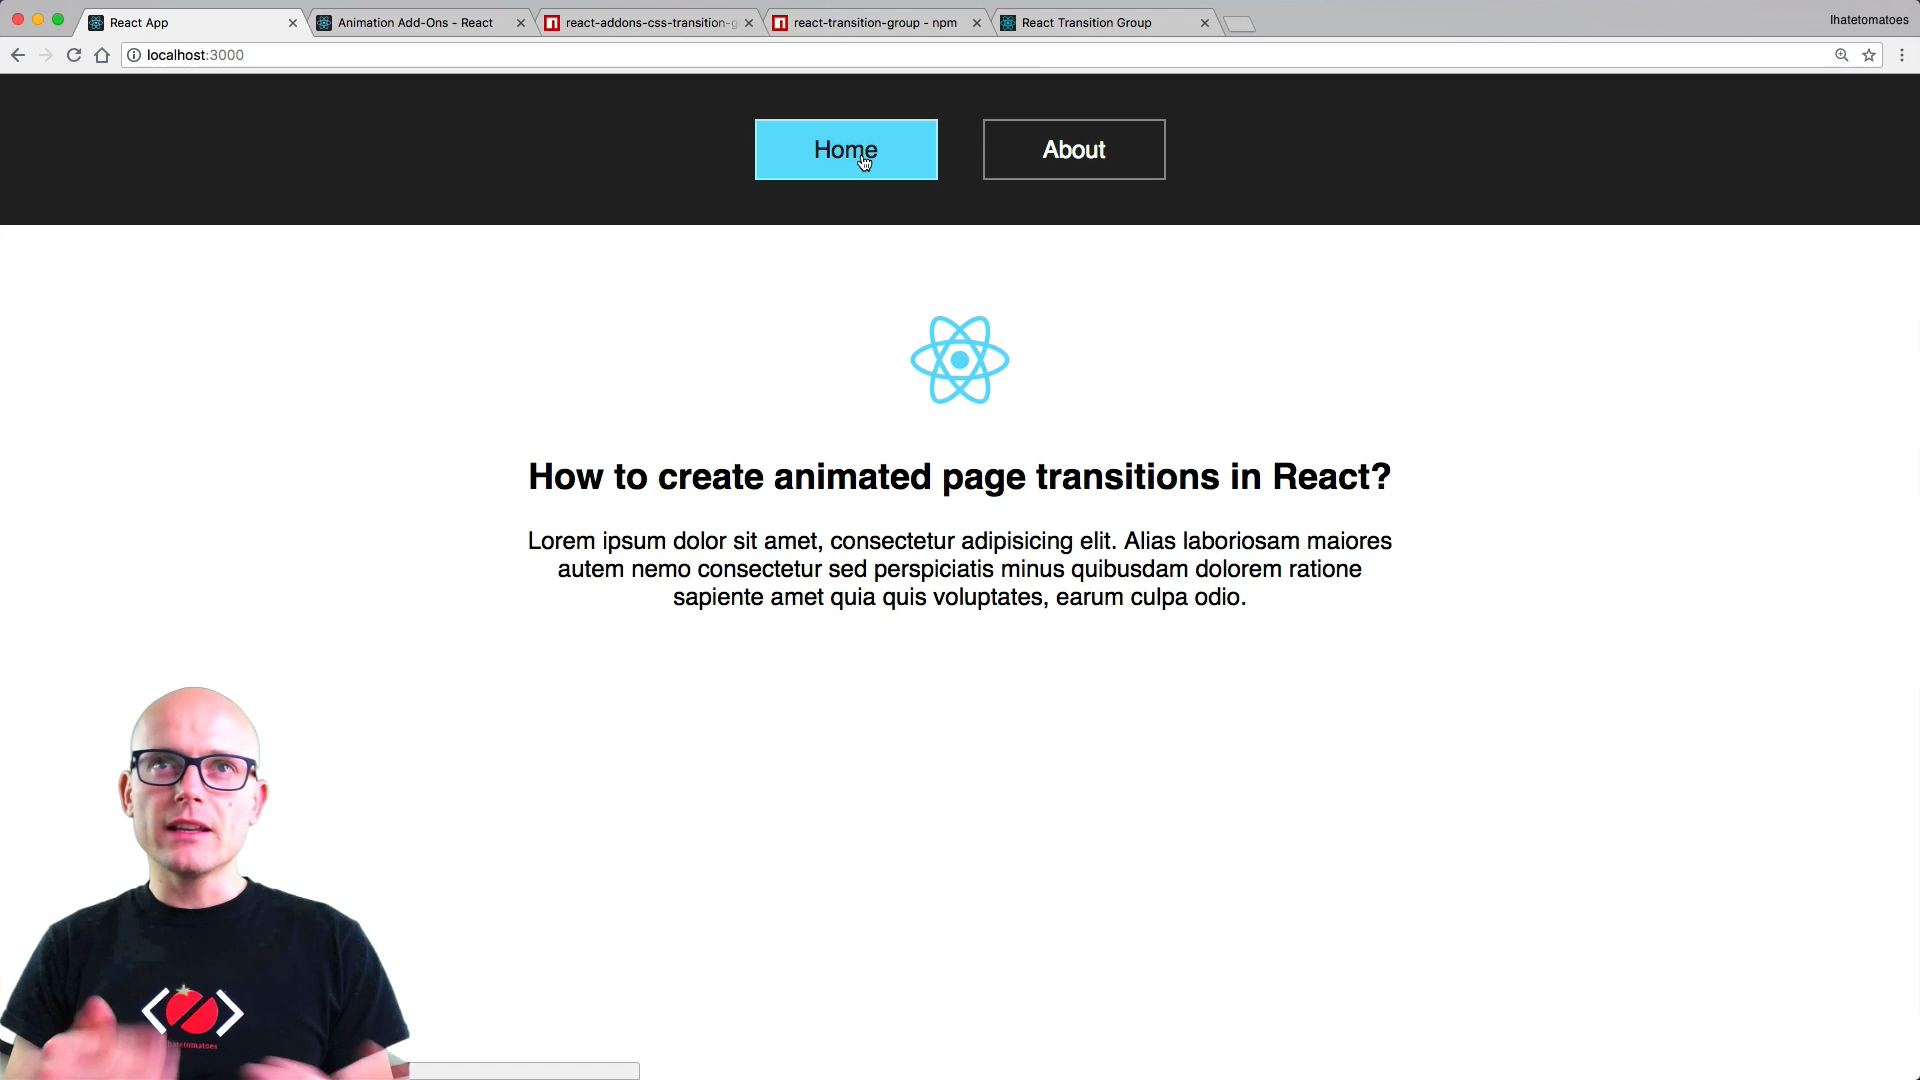 React App
Animation Add-Ons - React
react-addons-css-transition-g
react-transition-group - npm
React Transition Group
Ihatetomatoes
localhost:3000
Home
About
How to create animated page transitions in React?
Lorem ipsum dolor sit amet, consectetur adipisicing elit. Alias laboriosam maiores
autem nemo consectetur sed perspiciatis minus quibusdam dolorem ratione
sapiente amet quia quis voluptates, earum culpa odio.
ihatetomatoes